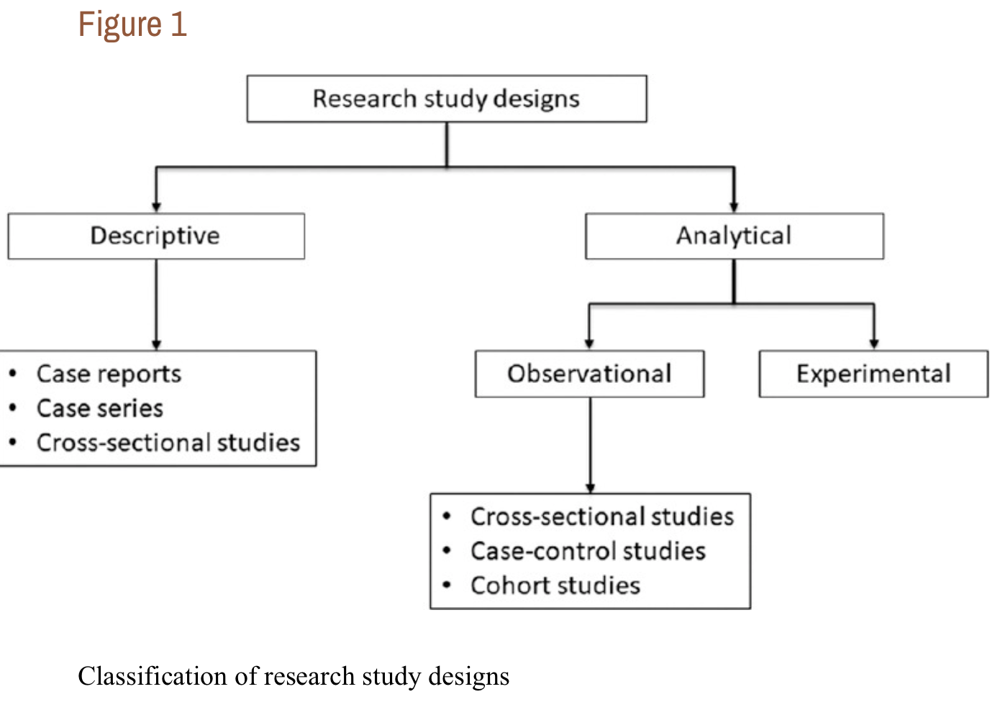 Figure 1
Research study designs
Descriptive
Analytical
• Case reports
• Case series
• Cross-sectional studies
Observational
Experimental
• Cross-sectional studies
• Case-control studies
• Cohort studies
Classification of research study designs